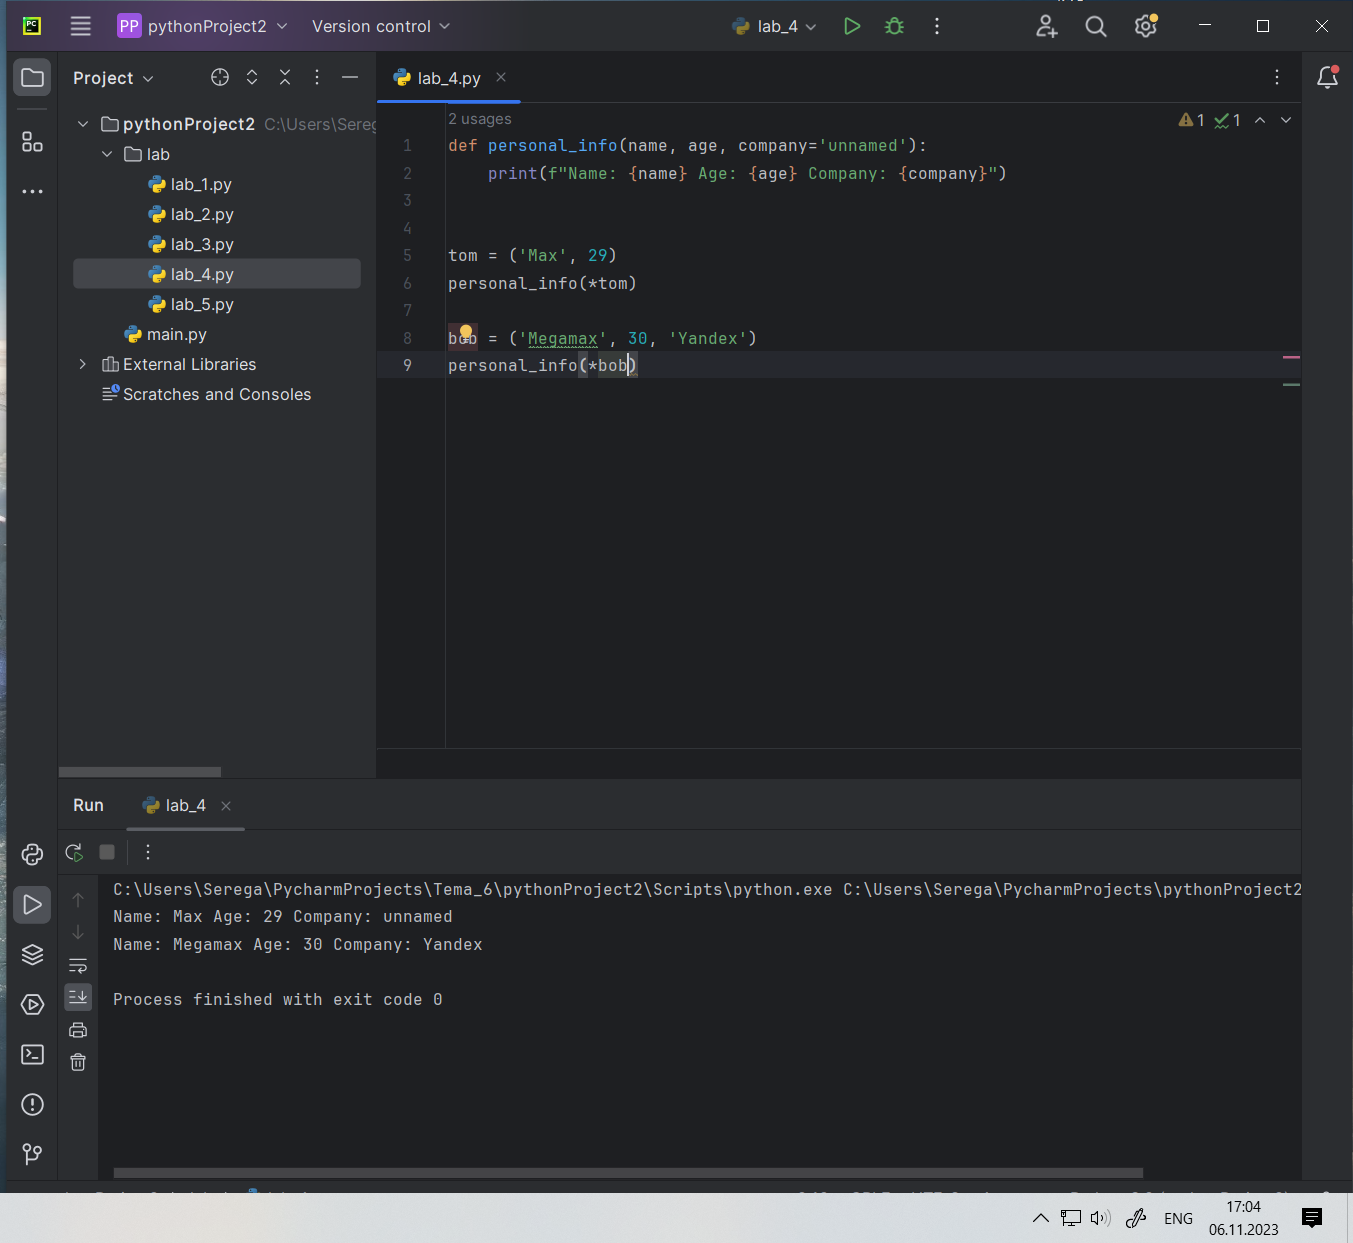 PC
PP pythonProject2 Version control lab_4
Project
lab_4.py
pythonProject2 C:\Users\Sereg
lab
lab_1.py
lab_2.py
lab_3.py
lab_4.py
lab_5.py
main.py
External Libraries
Scratches and Consoles
2 usages
1 1
1 def personal_info(name, age, company='unnamed'):
2 print(f"Name: {name} Age: {age} Company: {company}")
3
4
5 tom = ('Max', 29)
6 personal_info(*tom)
7
8 bob = ('Megamax', 30, 'Yandex')
9 personal_info(*bob)
Run lab_4
C:\Users\Serega\PycharmProjects\Tema_6\pythonProject2\Scripts\python.exe C:\Users\Serega\PycharmProjects\pythonProject2
Name: Max Age: 29 Company: unnamed
Name: Megamax Age: 30 Company: Yandex
Process finished with exit code 0
ENG
17:04
06.11.2023